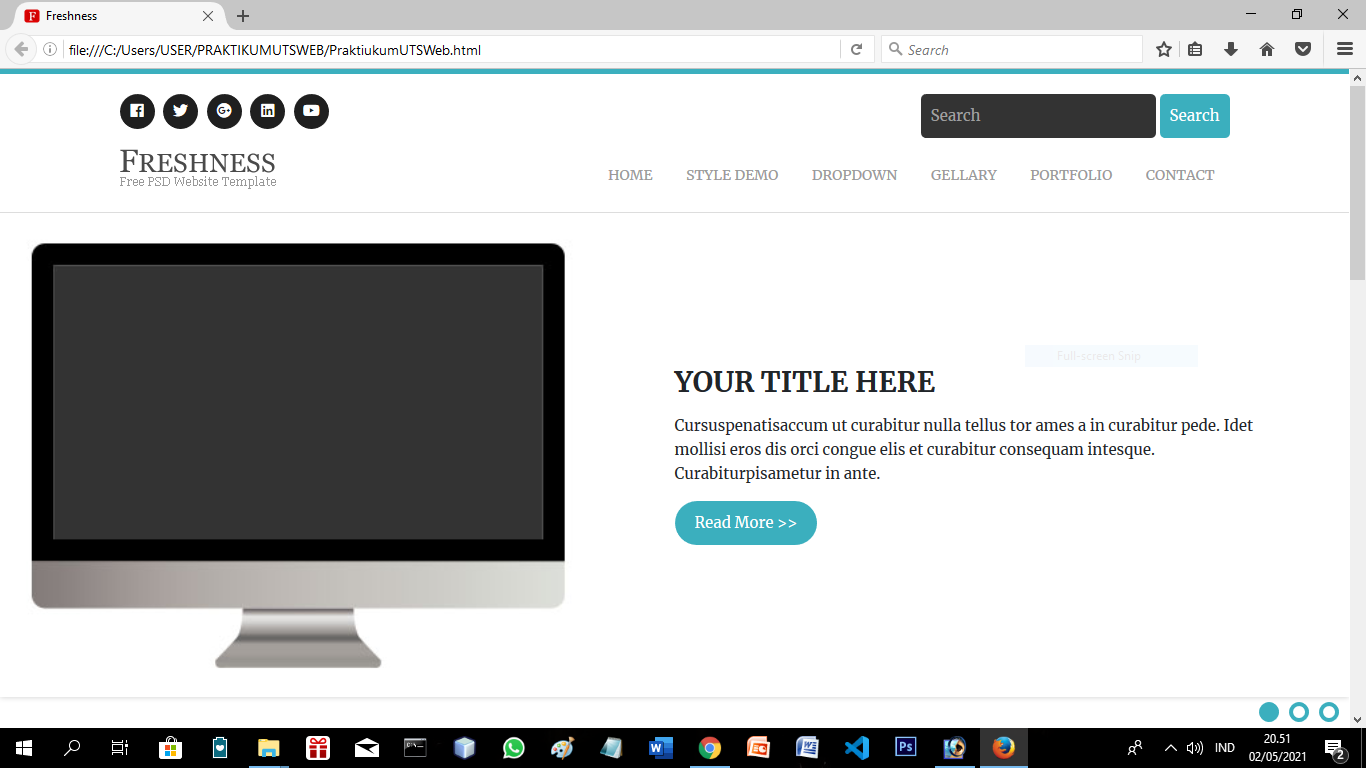 Freshness
file:///C:/Users/USER/PRAKTIKUMUTSWEB/PraktiukumUTSWeb.html
Search
Search
Search
FRESHNESS
Free PSD Website Template
HOME STYLE DEMO DROPDOWN GELLARY PORTFOLIO CONTACT
Full-screen Snip
YOUR TITLE HERE
Cursuspenatisaccum ut curabitur nulla tellus tor ames a in curabitur pede. Idet
mollisi eros dis orci congue elis et curabitur consequam intesque.
Curabiturpisametur in ante.
Read More >>
IND
20.51
02/05/2021
2